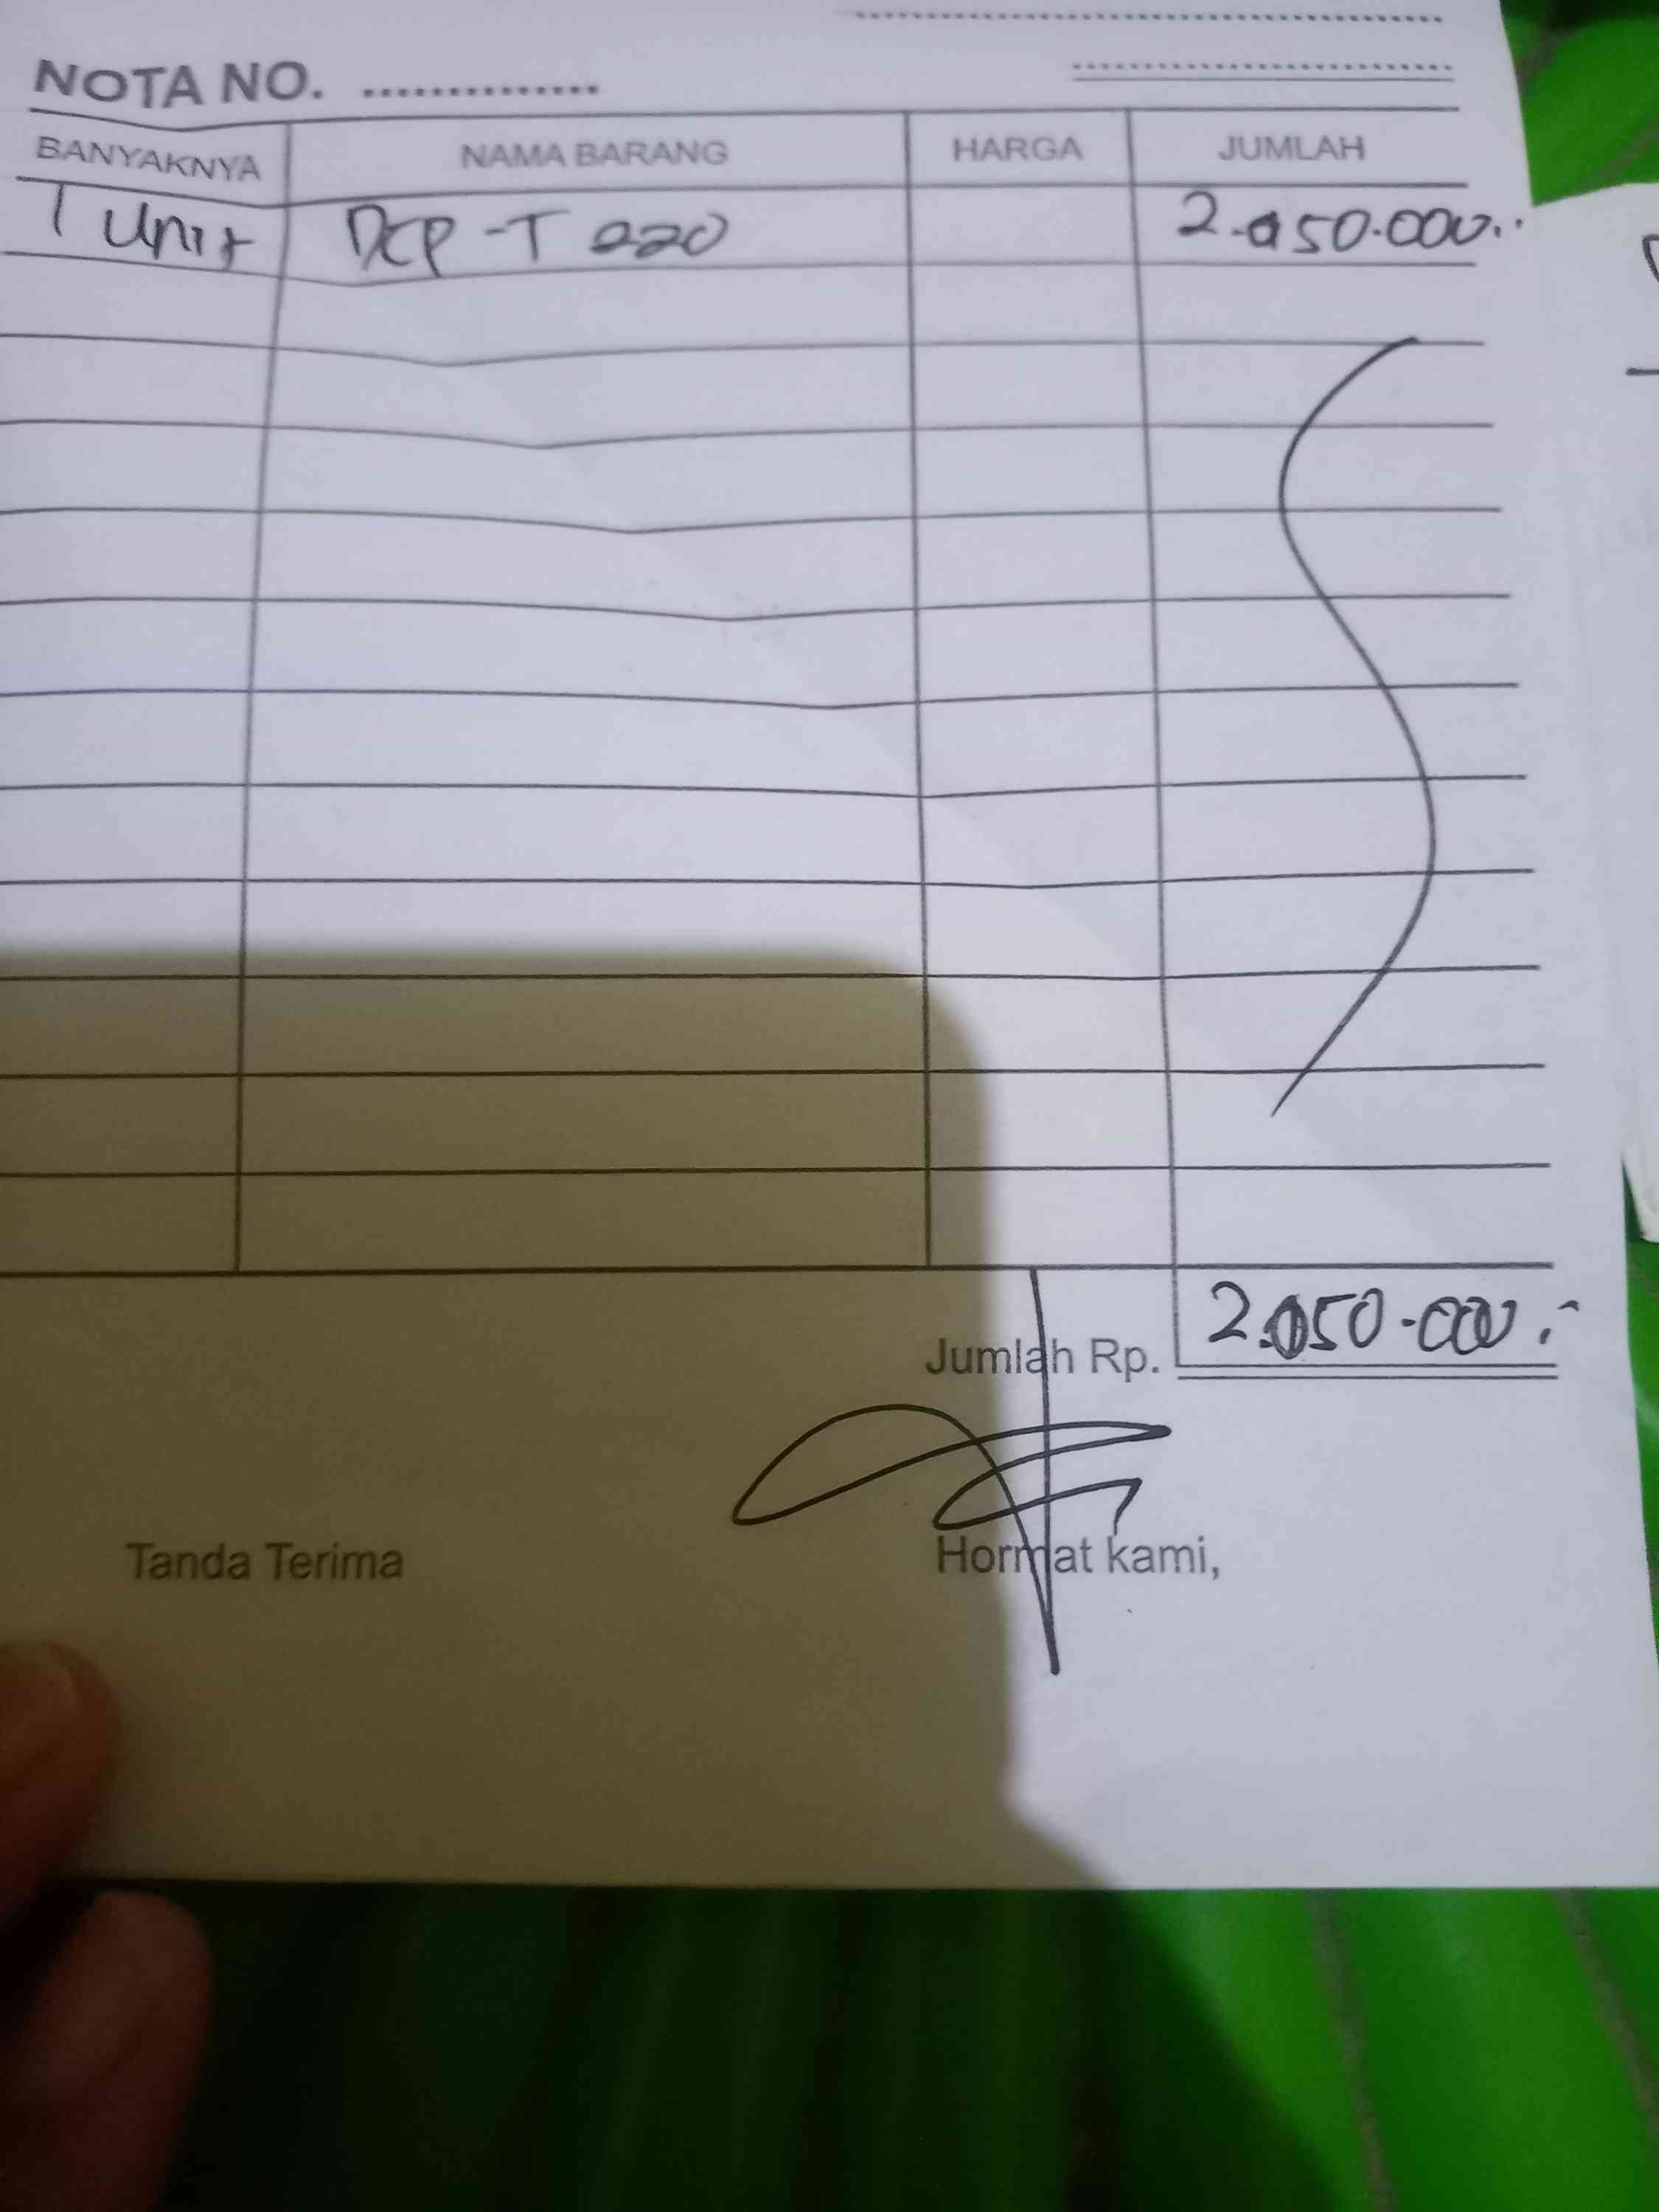 NOTA NO. ..............
BANYAKNYA NAMA BARANG HARGA JUMLAH
1 Unit DCP-T 220 2.050.000.-
Jumlah Rp. 2.050.000.-
Tanda Terima Hormat kami,